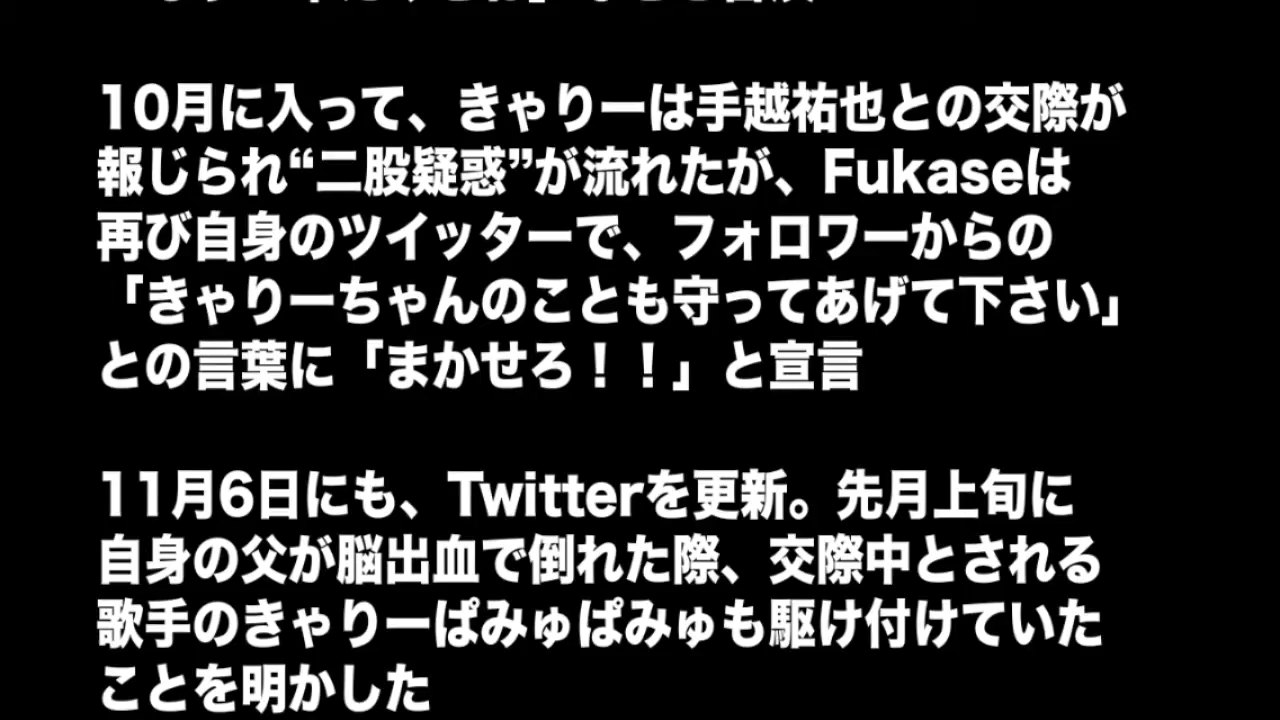 10月に入って、きゃりーは手越祐也との交際が
報じられ“二股疑惑”が流れたが、Fukaseは
再び自身のツイッターで、フォロワーからの
「きゃりーちゃんのことも守ってあげて下さい」
との言葉に「まかせろ！！」と宣言
11月6日にも、Twitterを更新。先月上旬に
自身の父が脳出血で倒れた際、交際中とされる
歌手のきゃりーぱみゅぱみゅも駆け付けていた
ことを明かした